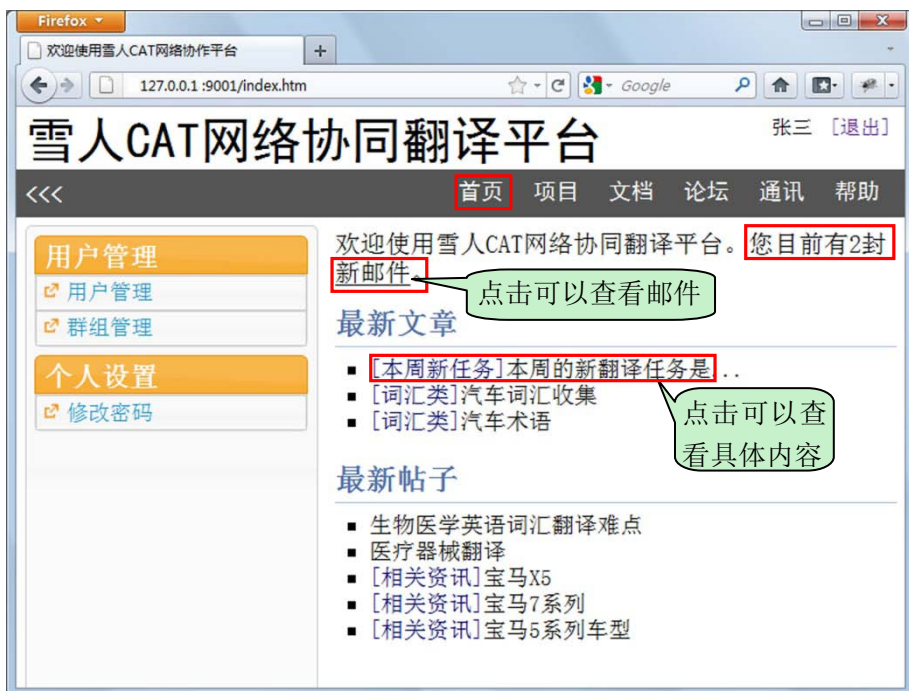 Firefox
欢迎使用雪人CAT网络协作平台
+
127.0.0.1 :9001/index.htm
Google
雪人CAT网络协同翻译平台
张三 [退出]
<<<
首页 项目 文档 论坛 通讯 帮助
用户管理
用户管理
群组管理
个人设置
修改密码
欢迎使用雪人CAT网络协同翻译平台。您目前有2封
新邮件。
点击可以查看邮件
最新文章
[本周新任务]本周的新翻译任务是...
[词汇类]汽车词汇收集
[词汇类]汽车术语
点击可以查
看具体内容
最新帖子
生物医学英语词汇翻译难点
医疗器械翻译
[相关资讯]宝马X5
[相关资讯]宝马7系列
[相关资讯]宝马5系列车型